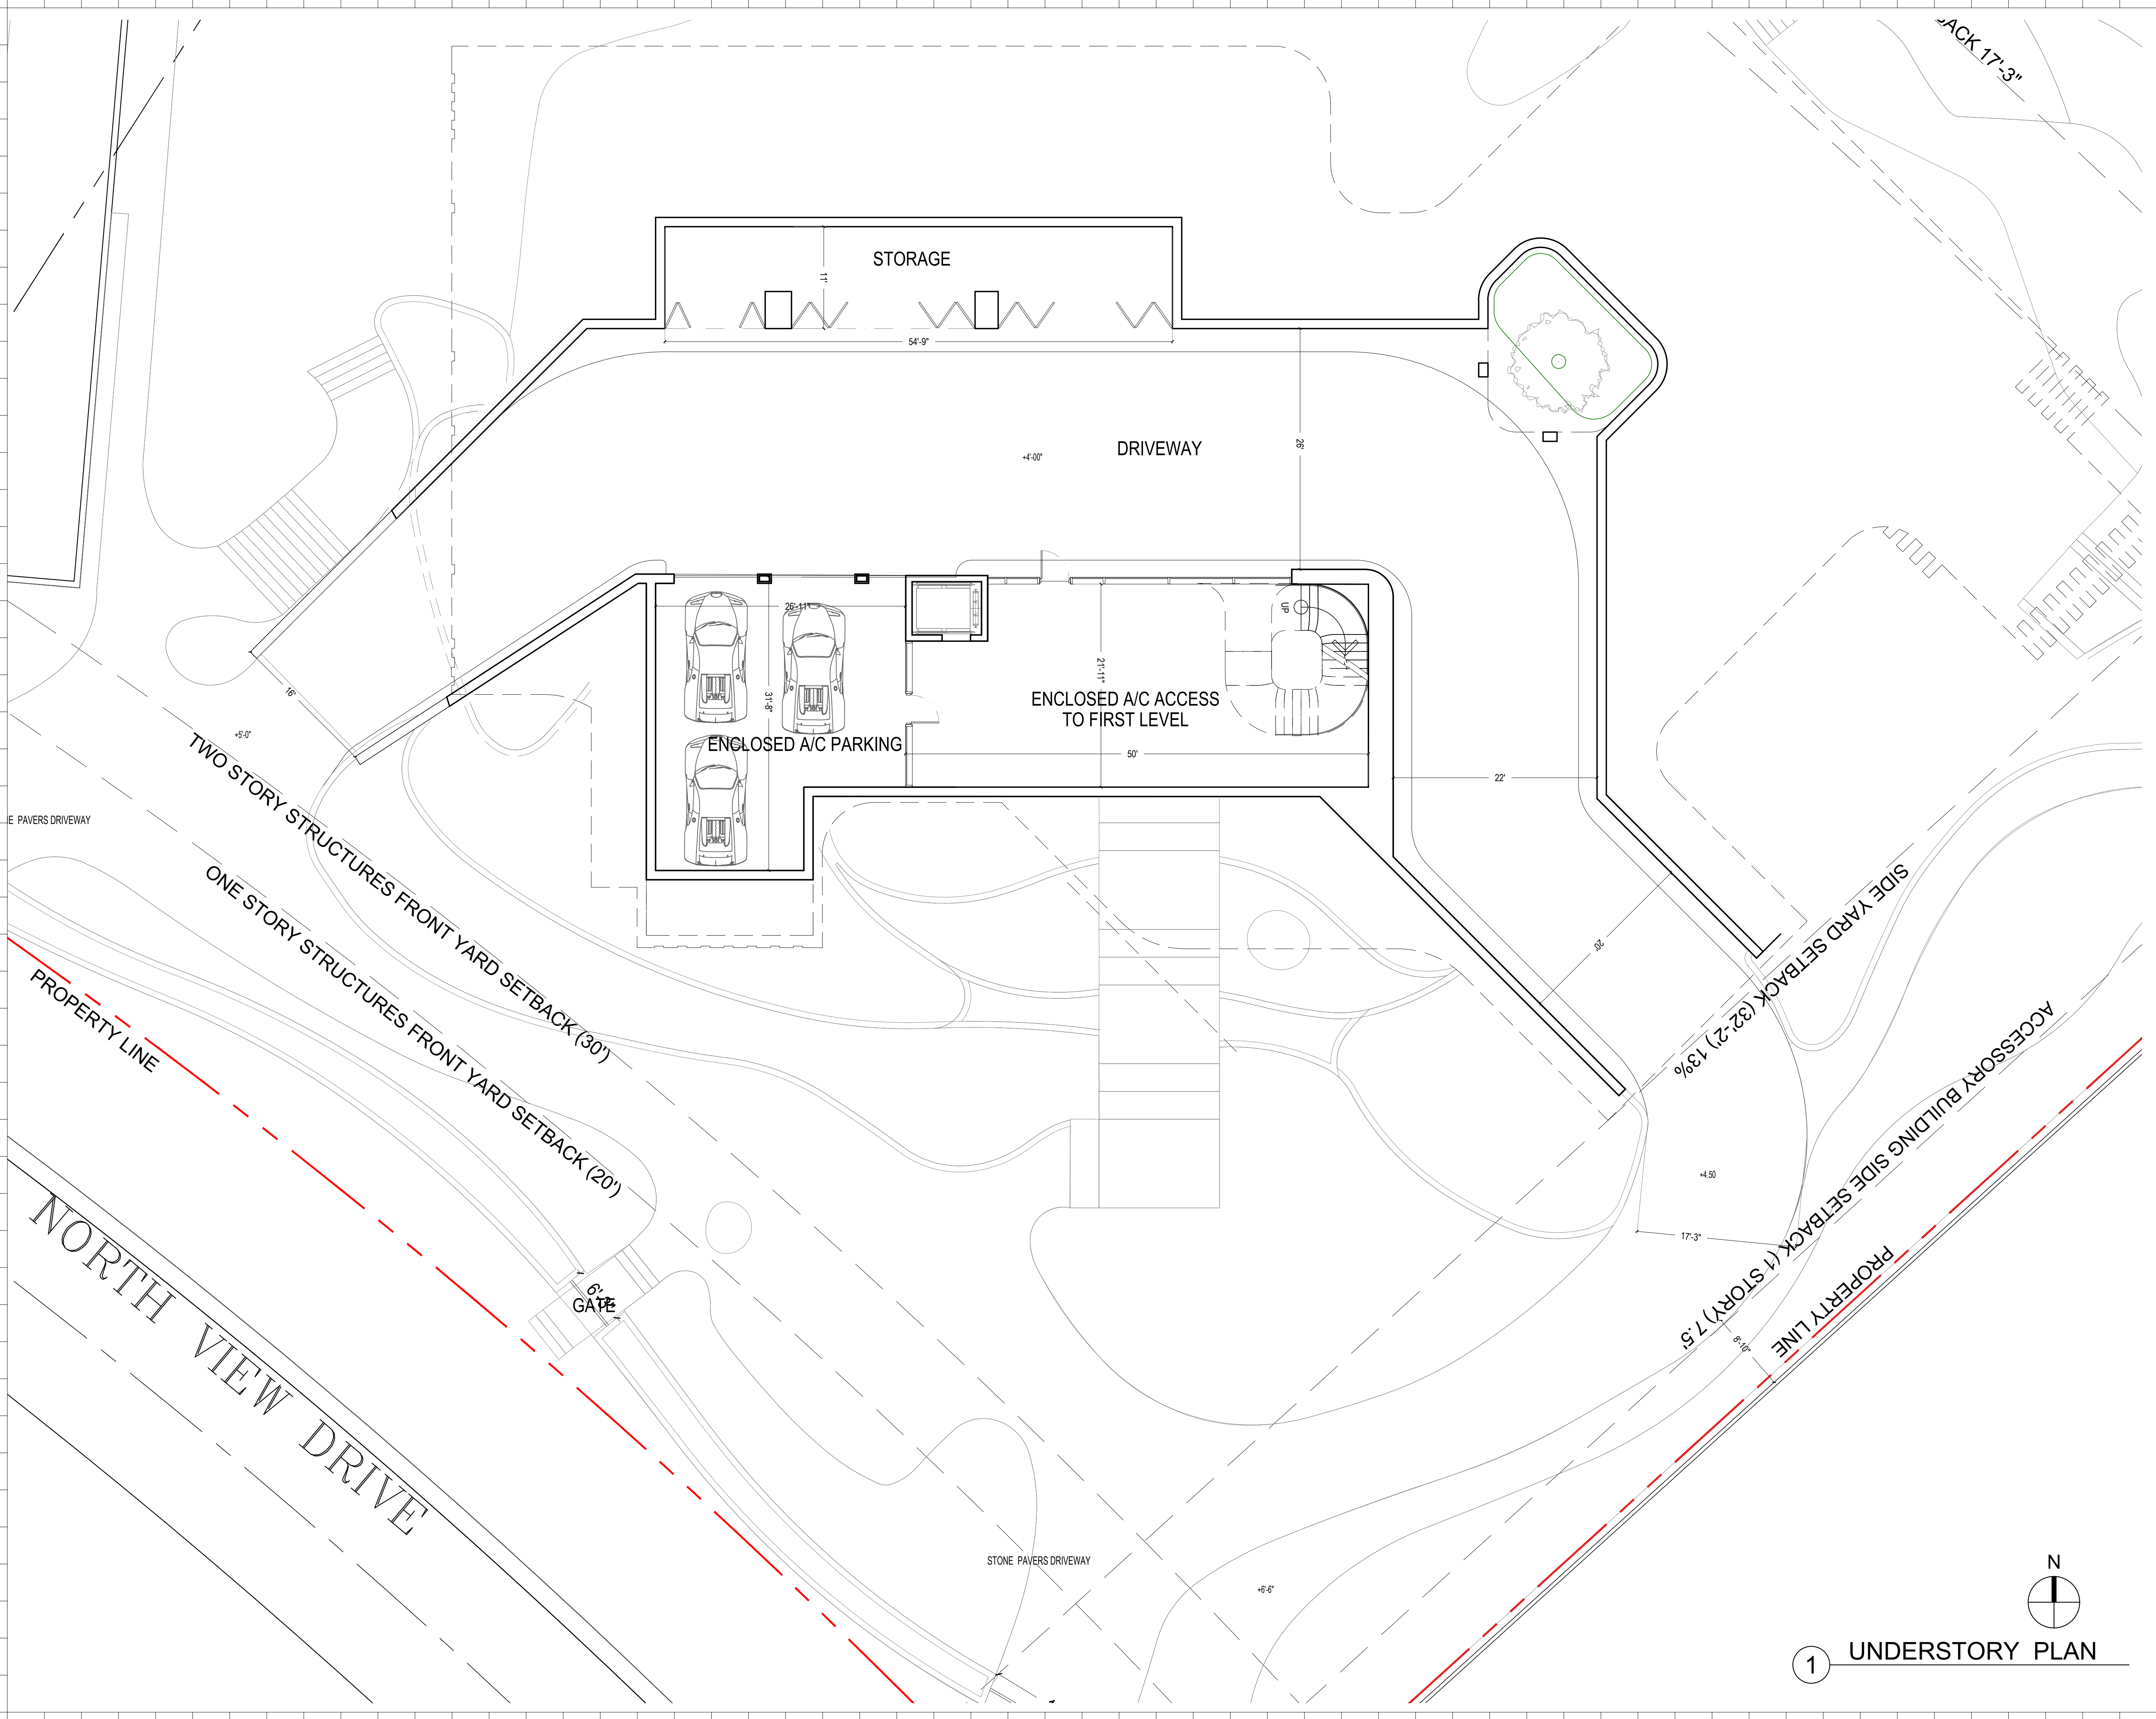 BACK 17'-3"
STORAGE
11'
54'-9"
DRIVEWAY
+4'-00"
26'
26'-11"
UP
31'-8"
21'-11"
ENCLOSED A/C ACCESS
TO FIRST LEVEL
ENCLOSED A/C PARKING
50'
22'
16'
+5'-0"
E PAVERS DRIVEWAY
TWO STORY STRUCTURES FRONT YARD SETBACK (30')
ONE STORY STRUCTURES FRONT YARD SETBACK (20')
PROPERTY LINE
20'
SIDE YARD SETBACK (32'-2') 13%
ACCESSORY BUILDING SIDE SETBACK (1 STORY) 7.5'
PROPERTY LINE
+4.50
17'-3"
8'-10"
GATE
NORTH VIEW DRIVE
STONE PAVERS DRIVEWAY
+6'-6"
N
1
UNDERSTORY PLAN